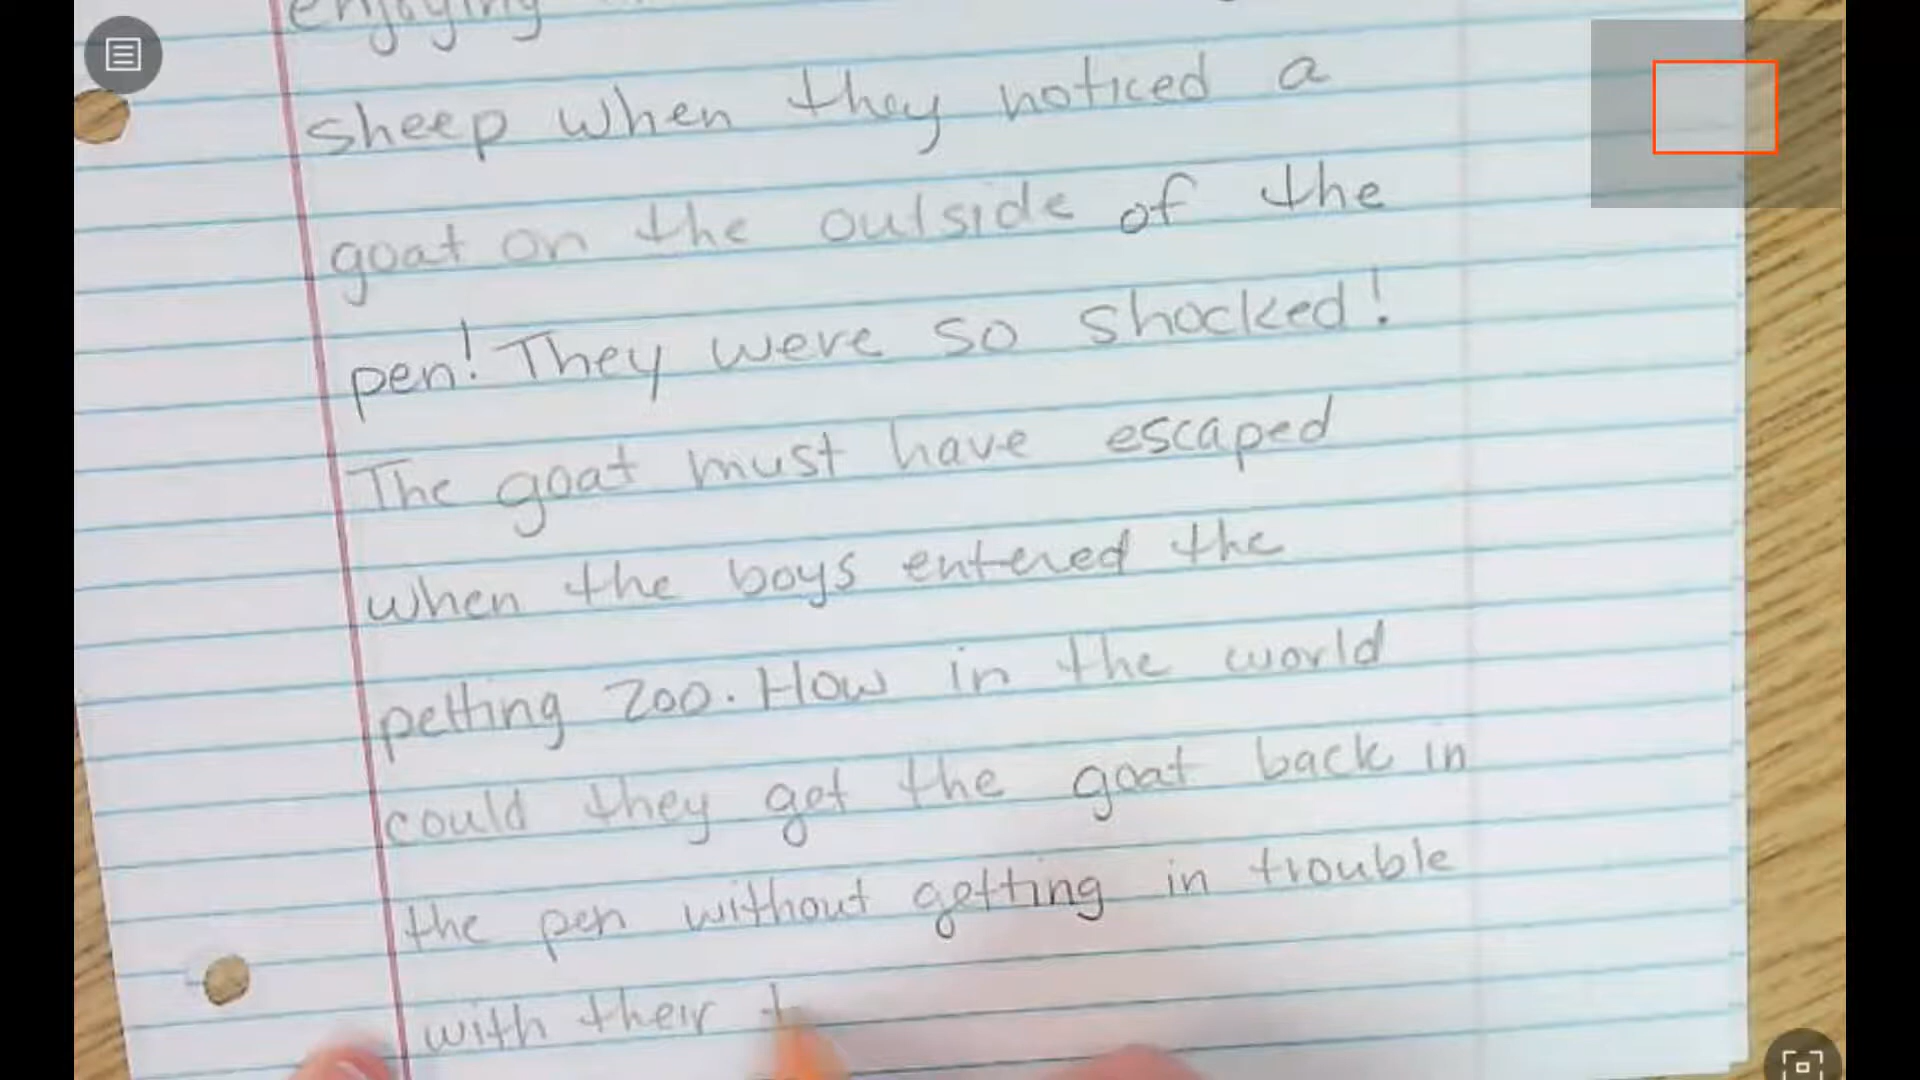 enjoying
sheep when they noticed a
goat on the outside of the
pen! They were so shocked!
The goat must have escaped
when the boys entered the
petting zoo. How in the world
could they get the goat back in
the pen without getting in trouble
with their t